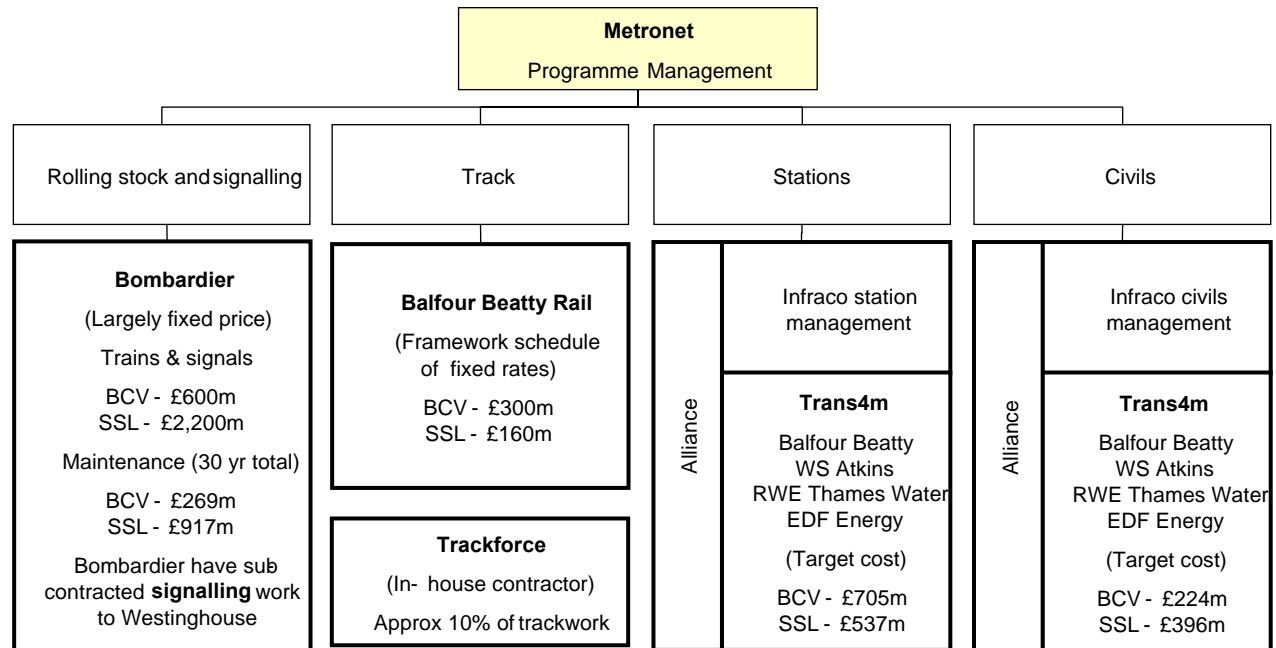 Metronet
Programme Management
Rolling stock and signalling
Track
Stations
Civils
Bombardier
(Largely fixed price)
Trains & signals
BCV - £600m
SSL - £2,200m
Maintenance (30 yr total)
BCV - £269m
SSL - £917m
Bombardier have sub
contracted signalling work
to Westinghouse
Balfour Beatty Rail
(Framework schedule
of fixed rates)
BCV - £300m
SSL - £160m
Trackforce
(In- house contractor)
Approx 10% of trackwork
Alliance
Infraco station
management
Trans4m
Balfour Beatty
WS Atkins
RWE Thames Water
EDF Energy
(Target cost)
BCV - £705m
SSL - £537m
Alliance
Infraco civils
management
Trans4m
Balfour Beatty
WS Atkins
RWE Thames Water
EDF Energy
(Target cost)
BCV - £224m
SSL - £396m